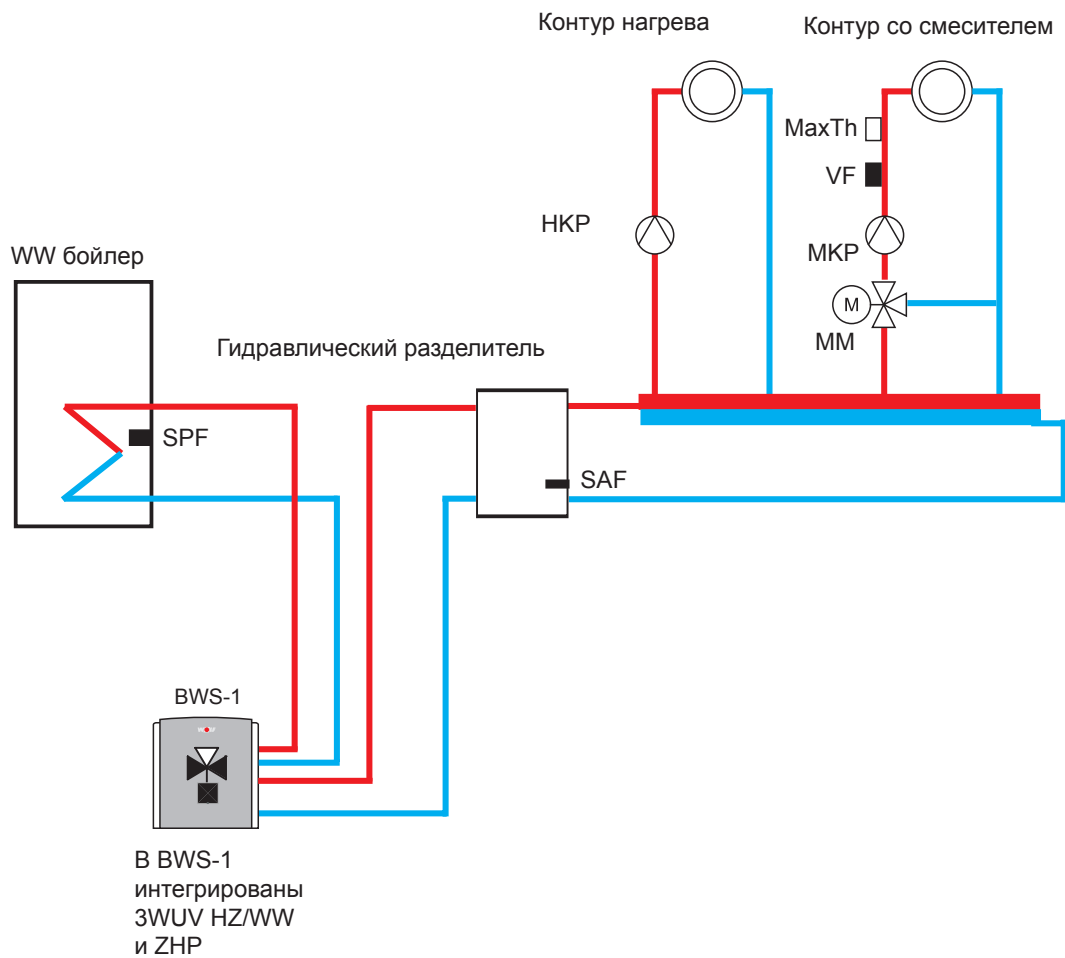 Контур нагрева
Контур со смесителем
MaxTh
VF
HKP
MKP
WW бойлер
M
MM
Гидравлический разделитель
SPF
SAF
BWS-1
В BWS-1
интегрированы
3WUV HZ/WW
и ZHP